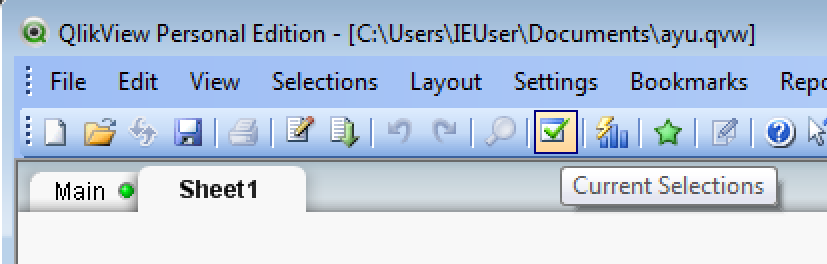 QlikView Personal Edition - [C:\Users\IEUser\Documents\ayu.qvw]
File Edit View Selections Layout Settings Bookmarks Repo
Main Sheet1
Current Selections